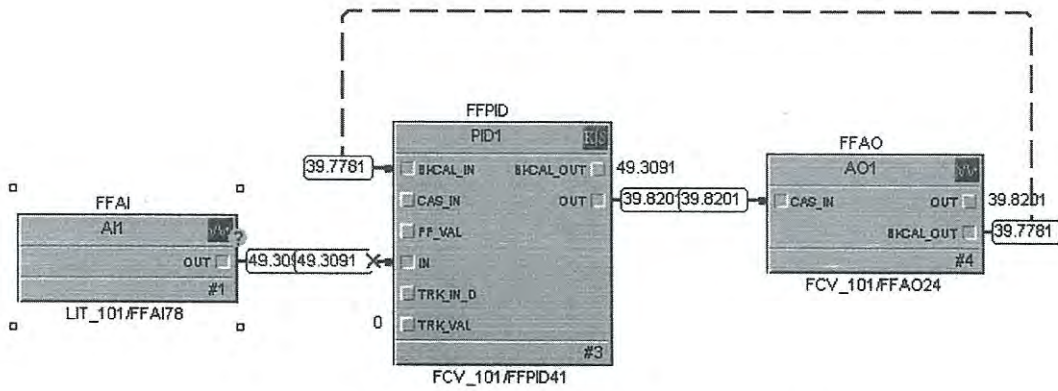 FFAI
AI1
OUT
#1
LIT_101/FFAI78
49.3091
FFPID
PID1
39.7781
BKCAL_IN
BKCAL_OUT
49.3091
CAS_IN
OUT
39.8201
39.8201
FF_VAL
IN
TRK_IN_D
0
TRK_VAL
#3
FCV_101/FFPID41
FFAO
AO1
CAS_IN
OUT
39.8201
BKCAL_OUT
39.7781
#4
FCV_101/FFAO24